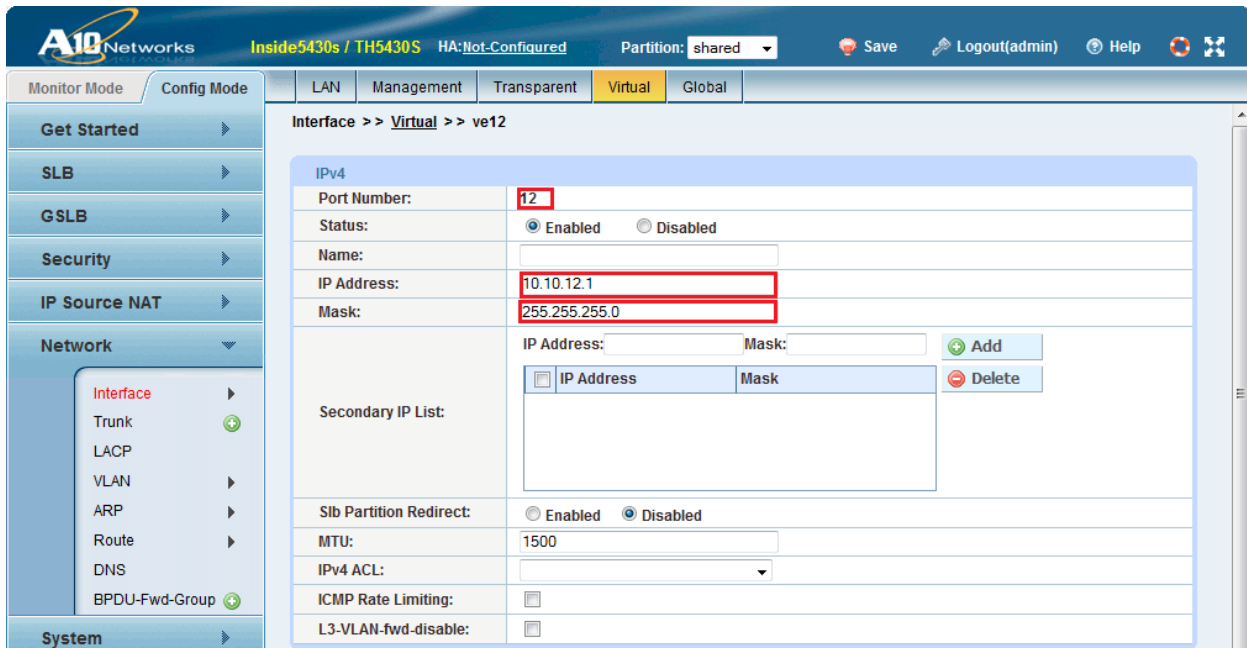 A10 Networks
Inside5430s / TH5430S HA:Not-Configured Partition: shared Save Logout(admin) Help
Monitor Mode Config Mode LAN Management Transparent Virtual Global
Interface >> Virtual >> ve12
Get Started
SLB
GSLB
Security
IP Source NAT
Network
Interface
Trunk
LACP
VLAN
ARP
Route
DNS
BPDU-Fwd-Group
System
IPv4
Port Number: 12
Status: Enabled Disabled
Name:
IP Address: 10.10.12.1
Mask: 255.255.255.0
Secondary IP List:
IP Address: Mask: Add
IP Address Mask Delete
Slb Partition Redirect: Enabled Disabled
MTU: 1500
IPv4 ACL:
ICMP Rate Limiting:
L3-VLAN-fwd-disable: